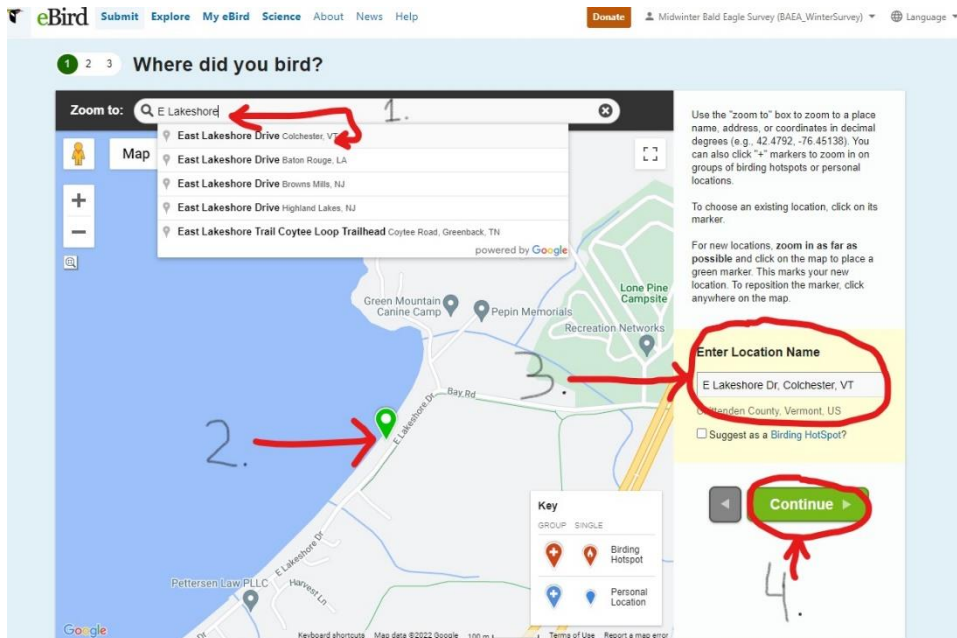 eBird Submit Explore My eBird Science About News Help Donate Midwinter Bald Eagle Survey (BAEA_WinterSurvey) Language
1 2 3 Where did you bird?
Zoom to: E Lakeshore
1.
East Lakeshore Drive Colchester, VT
East Lakeshore Drive Baton Rouge, LA
East Lakeshore Drive Browns Mills, NJ
East Lakeshore Drive Highland Lakes, NJ
East Lakeshore Trail Coytee Loop Trailhead Coytee Road, Greenback, TN
powered by Google
Map
+
−
Green Mountain
Canine Camp
Pepin Memorials
Lone Pine
Campsite
Recreation Networks
Bay Rd
E Lakeshore Dr
2.
3.
E Lakeshore Dr
Pettersen Law PLLC
Harvest Ln
Key
GROUP SINGLE
Birding
Hotspot
Personal
Location
Google
Keyboard shortcuts Map data ©2022 Google 100 m Terms of Use Report a map error
Use the "zoom to" box to zoom to a place
name, address, or coordinates in decimal
degrees (e.g., 42.4792, -76.45138). You
can also click "+" markers to zoom in on
groups of birding hotspots or personal
locations.
To choose an existing location, click on its
marker.
For new locations, zoom in as far as
possible and click on the map to place a
green marker. This marks your new
location. To reposition the marker, click
anywhere on the map.
Enter Location Name
E Lakeshore Dr, Colchester, VT
Chittenden County, Vermont, US
Suggest as a Birding HotSpot?
Continue
4.